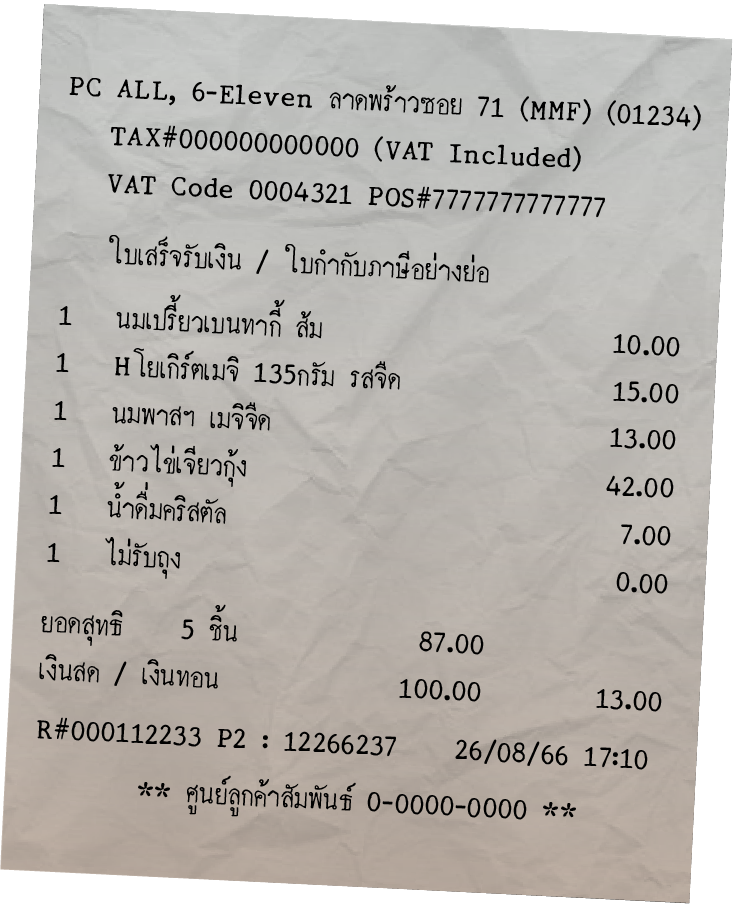 PC ALL, 6-Eleven ลาดพร้าวซอย 71 (MMF) (01234)
TAX#000000000000 (VAT Included)
VAT Code 0004321 POS#7777777777777
ใบเสร็จรับเงิน / ใบกำกับภาษีอย่างย่อ
1 นมเปรี้ยวเบนทากี้ ส้ม 10.00
1 H โยเกิร์ตเมจิ 135กรัม รสจืด 15.00
1 นมพาสฯ เมจิจืด 13.00
1 ข้าวไข่เจียวกุ้ง 42.00
1 น้ำดื่มคริสตัล 7.00
1 ไม่รับถุง 0.00
ยอดสุทธิ 5 ชิ้น 87.00
เงินสด / เงินทอน 100.00 13.00
R#000112233 P2 : 12266237 26/08/66 17:10
** ศูนย์ลูกค้าสัมพันธ์ 0-0000-0000 **